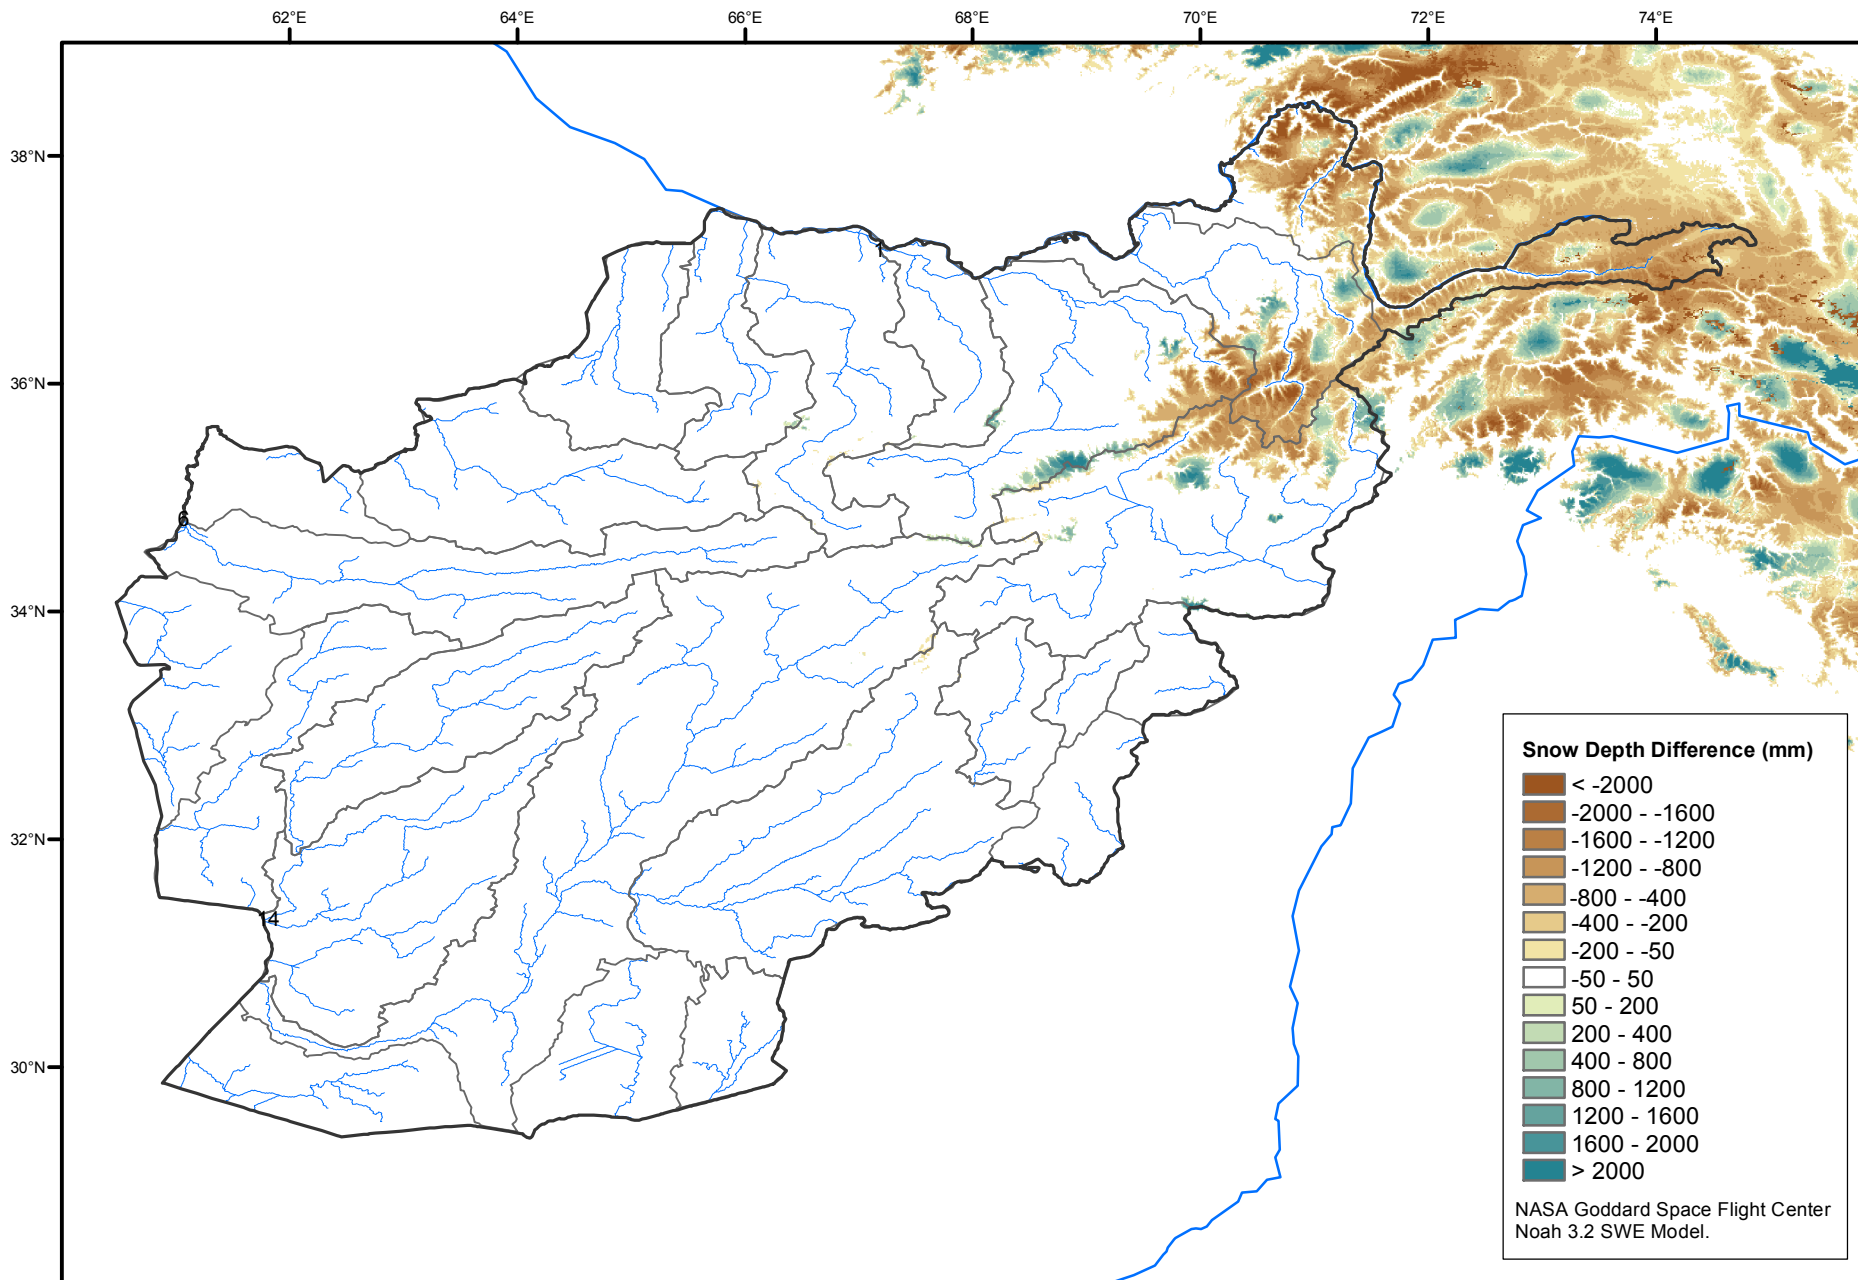 62°E 64°E 66°E 68°E 70°E 72°E 74°E
38°N
1
36°N
6
34°N
32°N
14
30°N
Snow Depth Difference (mm)
< -2000
-2000 - -1600
-1600 - -1200
-1200 - -800
-800 - -400
-400 - -200
-200 - -50
-50 - 50
50 - 200
200 - 400
400 - 800
800 - 1200
1200 - 1600
1600 - 2000
> 2000
NASA Goddard Space Flight Center
Noah 3.2 SWE Model.